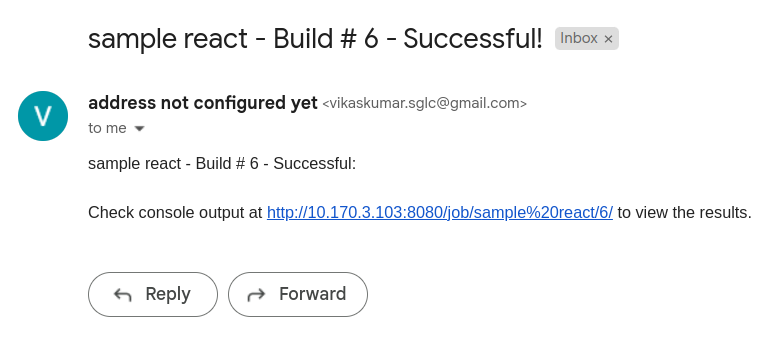 sample react - Build # 6 - Successful! Inbox ×
V
address not configured yet <vikaskumar.sglc@gmail.com>
to me
sample react - Build # 6 - Successful:
Check console output at http://10.170.3.103:8080/job/sample%20react/6/ to view the results.
Reply Forward